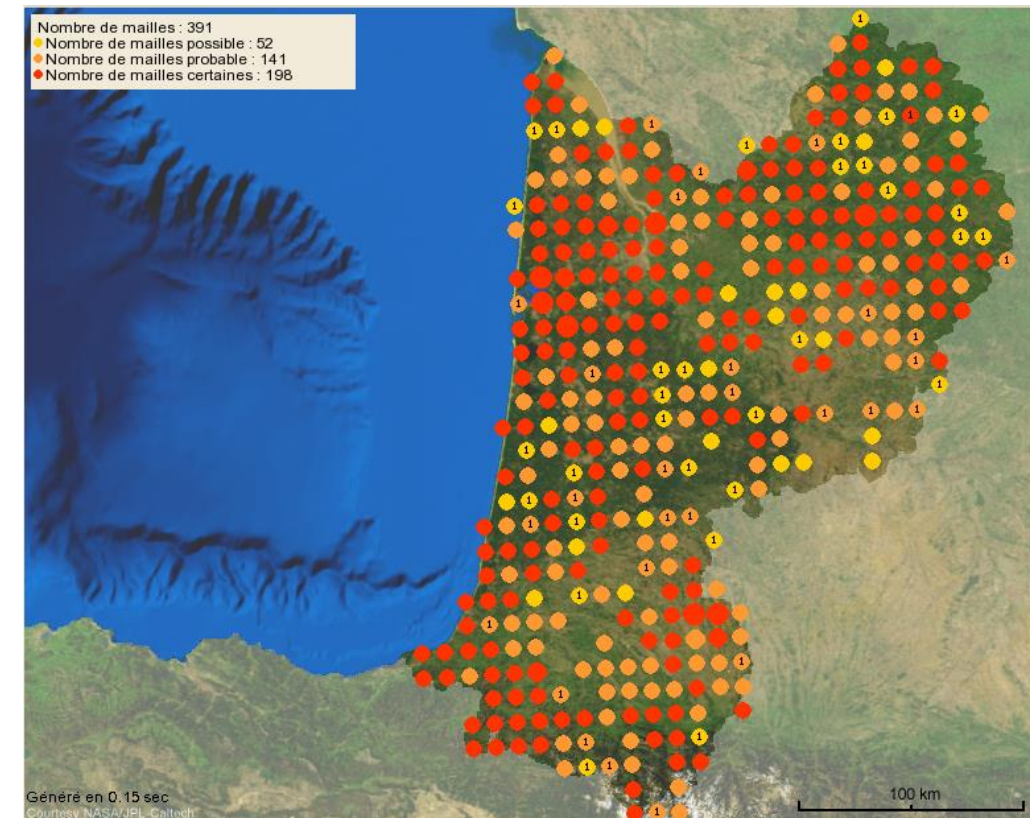 Nombre de mailles : 391
Nombre de mailles possible : 52
Nombre de mailles probable : 141
Nombre de mailles certaines : 198
Généré en 0.15 sec
Courtesy NASA/JPL-Caltech
100 km